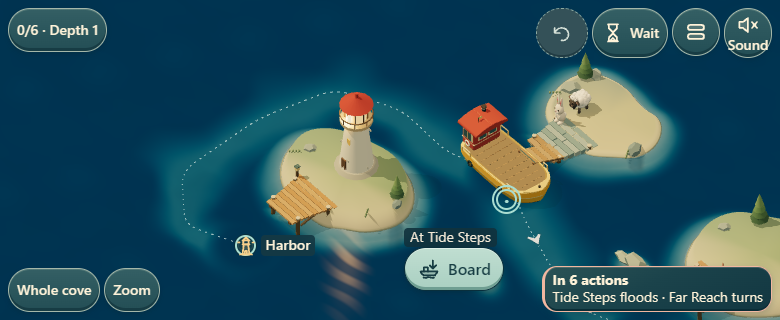 0/6 · Depth 1
Wait
Sound
Harbor
At Tide Steps
Board
Whole cove
Zoom
In 6 actions
Tide Steps floods · Far Reach turns